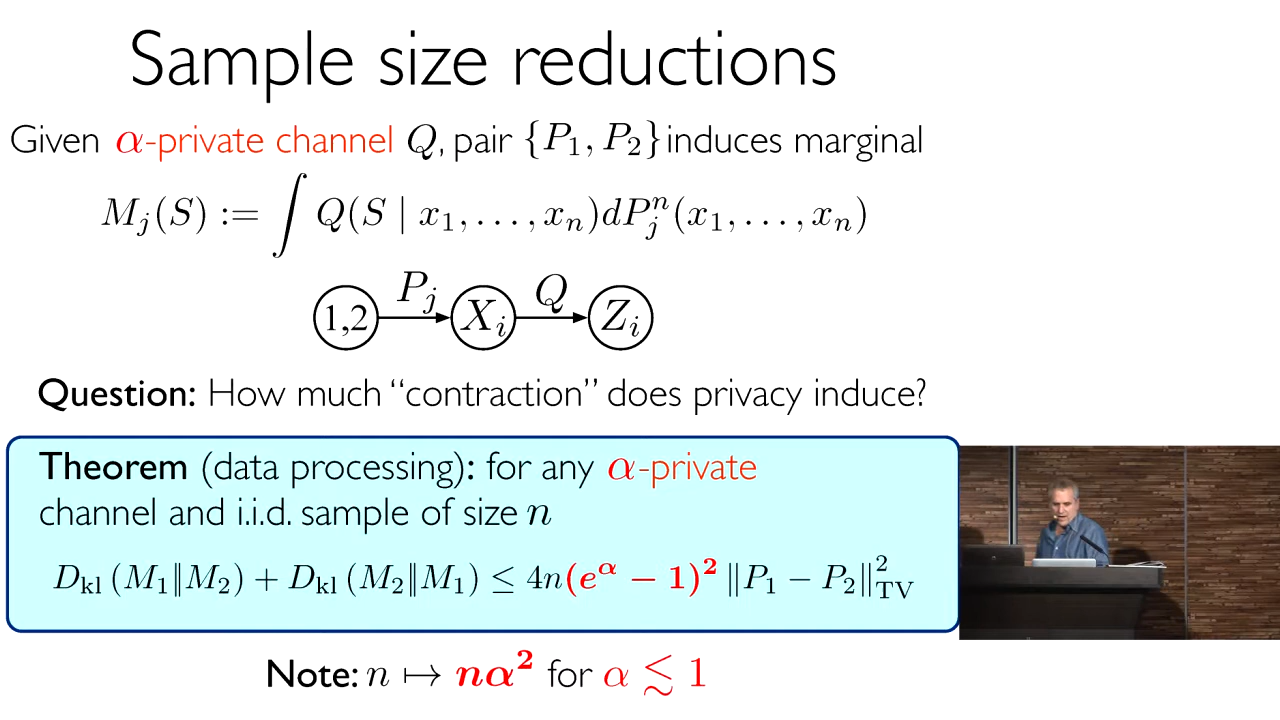 Sample size reductions
Given α-private channel Q, pair {P₁, P₂} induces marginal
M_j(S) := ∫ Q(S | x₁, …, xₙ)dP_j^n(x₁, …, xₙ)
1,2 P_j X_i Q Z_i
Question: How much “contraction” does privacy induce?
Theorem (data processing): for any α-private
channel and i.i.d. sample of size n
D_kl (M₁‖M₂) + D_kl (M₂‖M₁) ≤ 4n(e^α − 1)² ‖P₁ − P₂‖²_TV
Note: n ↦ nα² for α ≲ 1